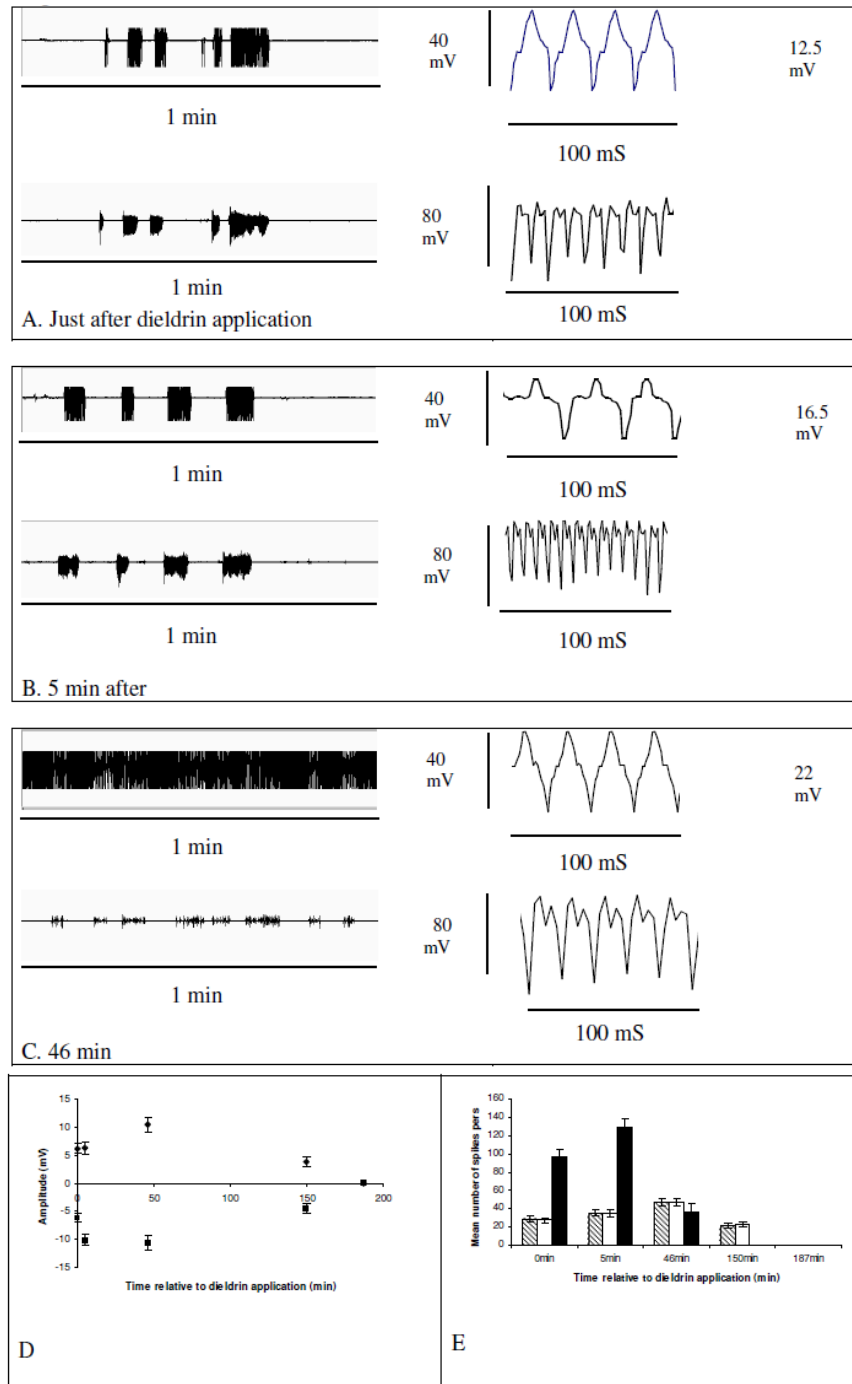 40
mV
12.5
mV
1 min
100 mS
80
mV
1 min
100 mS
A. Just after dieldrin application
40
mV
16.5
mV
1 min
100 mS
80
mV
1 min
100 mS
B. 5 min after
40
mV
22
mV
1 min
100 mS
80
mV
1 min
100 mS
C. 46 min
15
10
5
0
-5
-10
-15
0
50
100
150
200
Amplitude (mV)
Time relative to dieldrin application (min)
D
160
140
120
100
80
60
40
20
0
Mean number of spikes per s
0min
5min
46min
150min
187min
Time relative to dieldrin application (min)
E